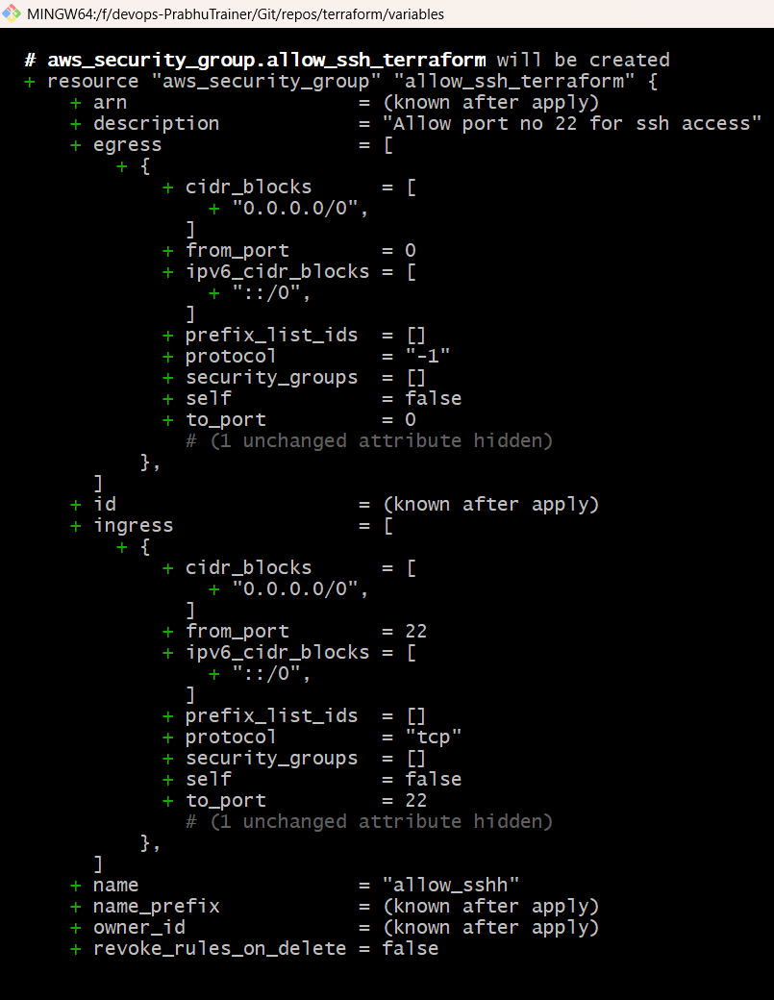 MINGW64:/f/devops-PrabhuTrainer/Git/repos/terraform/variables
# aws_security_group.allow_ssh_terraform will be created
+ resource "aws_security_group" "allow_ssh_terraform" {
    + arn                    = (known after apply)
    + description            = "Allow port no 22 for ssh access"
    + egress                 = [
        + {
            + cidr_blocks      = [
                + "0.0.0.0/0",
              ]
            + from_port        = 0
            + ipv6_cidr_blocks = [
                + "::/0",
              ]
            + prefix_list_ids  = []
            + protocol         = "-1"
            + security_groups  = []
            + self             = false
            + to_port          = 0
              # (1 unchanged attribute hidden)
          },
      ]
    + id                     = (known after apply)
    + ingress                = [
        + {
            + cidr_blocks      = [
                + "0.0.0.0/0",
              ]
            + from_port        = 22
            + ipv6_cidr_blocks = [
                + "::/0",
              ]
            + prefix_list_ids  = []
            + protocol         = "tcp"
            + security_groups  = []
            + self             = false
            + to_port          = 22
              # (1 unchanged attribute hidden)
          },
      ]
    + name                   = "allow_sshh"
    + name_prefix            = (known after apply)
    + owner_id               = (known after apply)
    + revoke_rules_on_delete = false